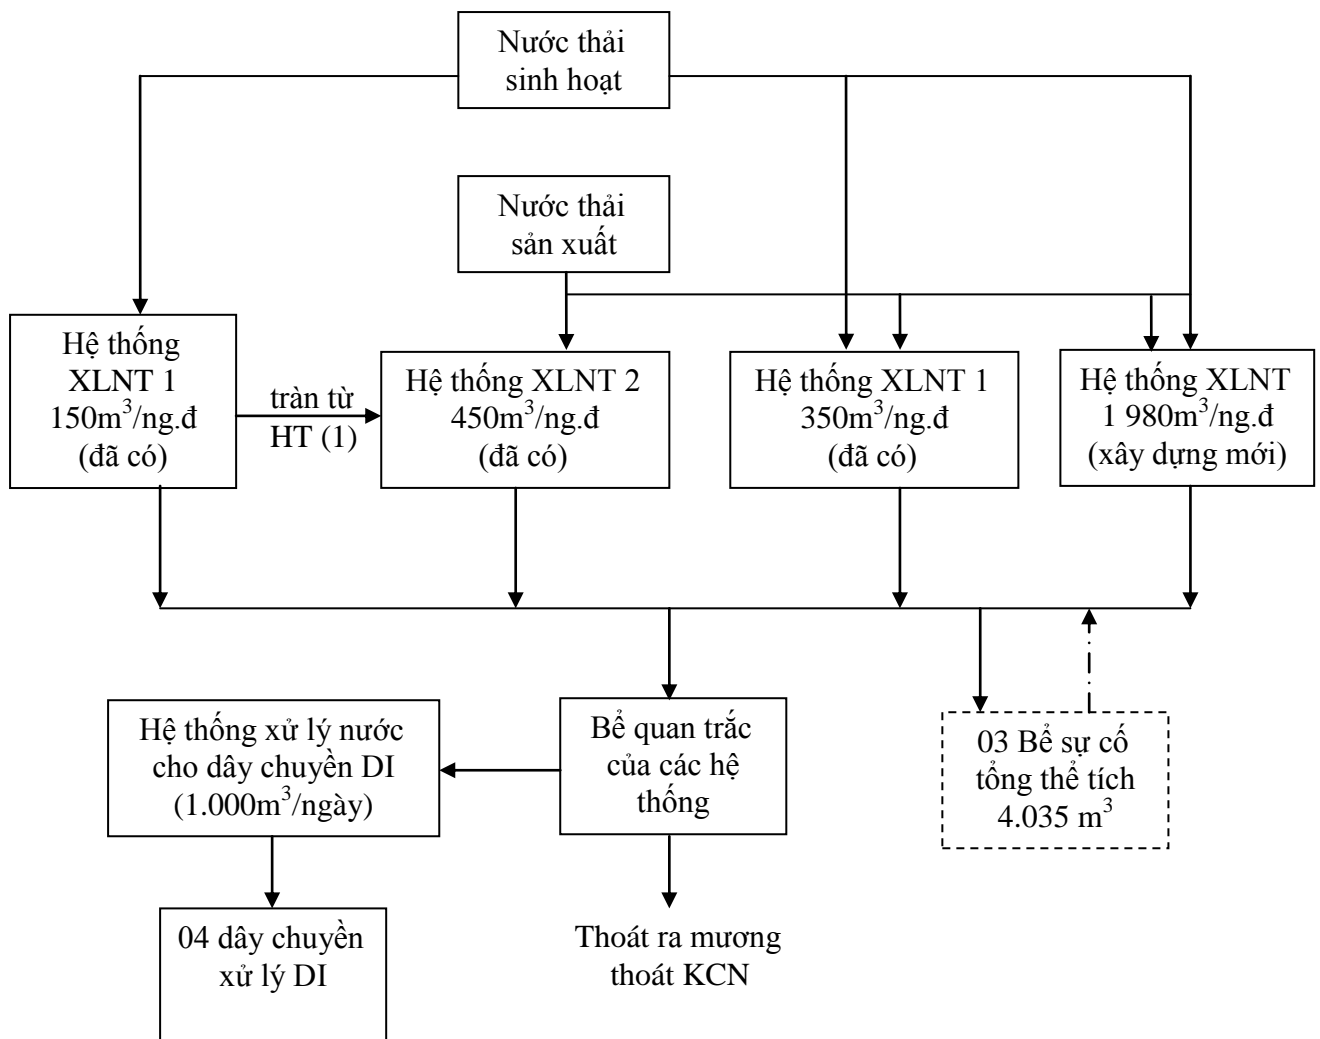 Nước thải
sinh hoạt
Nước thải
sản xuất
Hệ thống
XLNT 1
150m³/ng.đ
(đã có)
tràn từ
HT (1)
Hệ thống XLNT 2
450m³/ng.đ
(đã có)
Hệ thống XLNT 1
350m³/ng.đ
(đã có)
Hệ thống XLNT
1 980m³/ng.đ
(xây dựng mới)
Hệ thống xử lý nước
cho dây chuyền DI
(1.000m³/ngày)
Bể quan trắc
của các hệ
thống
03 Bể sự cố
tổng thể tích
4.035 m³
04 dây chuyền
xử lý DI
Thoát ra mương
thoát KCN